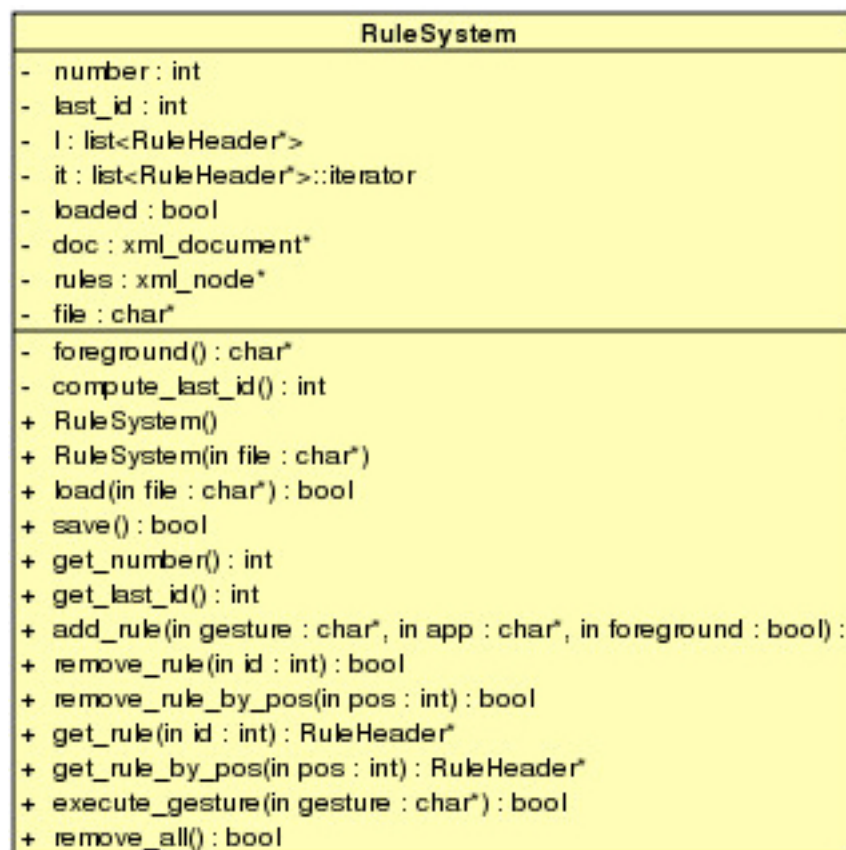 RuleSystem
- number : int
- last_id : int
- l : list<RuleHeader*>
- it : list<RuleHeader*>::iterator
- loaded : bool
- doc : xml_document*
- rules : xml_node*
- file : char*
- foreground() : char*
- compute_last_id() : int
+ RuleSystem()
+ RuleSystem(in file : char*)
+ load(in file : char*) : bool
+ save() : bool
+ get_number() : int
+ get_last_id() : int
+ add_rule(in gesture : char*, in app : char*, in foreground : bool) :
+ remove_rule(in id : int) : bool
+ remove_rule_by_pos(in pos : int) : bool
+ get_rule(in id : int) : RuleHeader*
+ get_rule_by_pos(in pos : int) : RuleHeader*
+ execute_gesture(in gesture : char*) : bool
+ remove_all() : bool